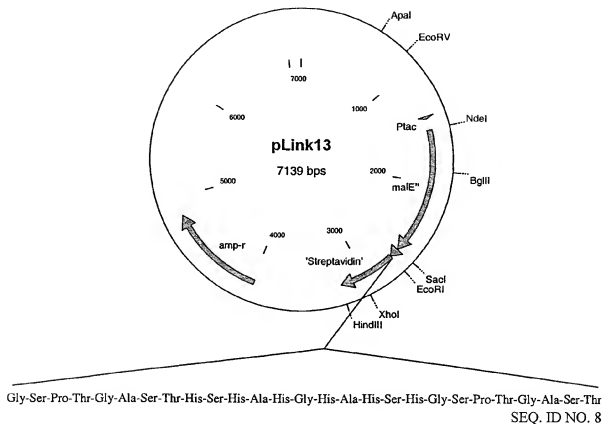 ApaI
EcoRV
7000
1000
6000
Ptac
NdeI
pLink13
7139 bps
5000
2000
malE"
BglII
3000
4000
amp-r
'Streptavidin'
SacI
EcoRI
XhoI
HindIII
Gly-Ser-Pro-Thr-Gly-Ala-Ser-Thr-His-Ser-His-Ala-His-Gly-His-Ala-His-Ser-His-Gly-Ser-Pro-Thr-Gly-Ala-Ser-Thr
SEQ. ID NO. 8